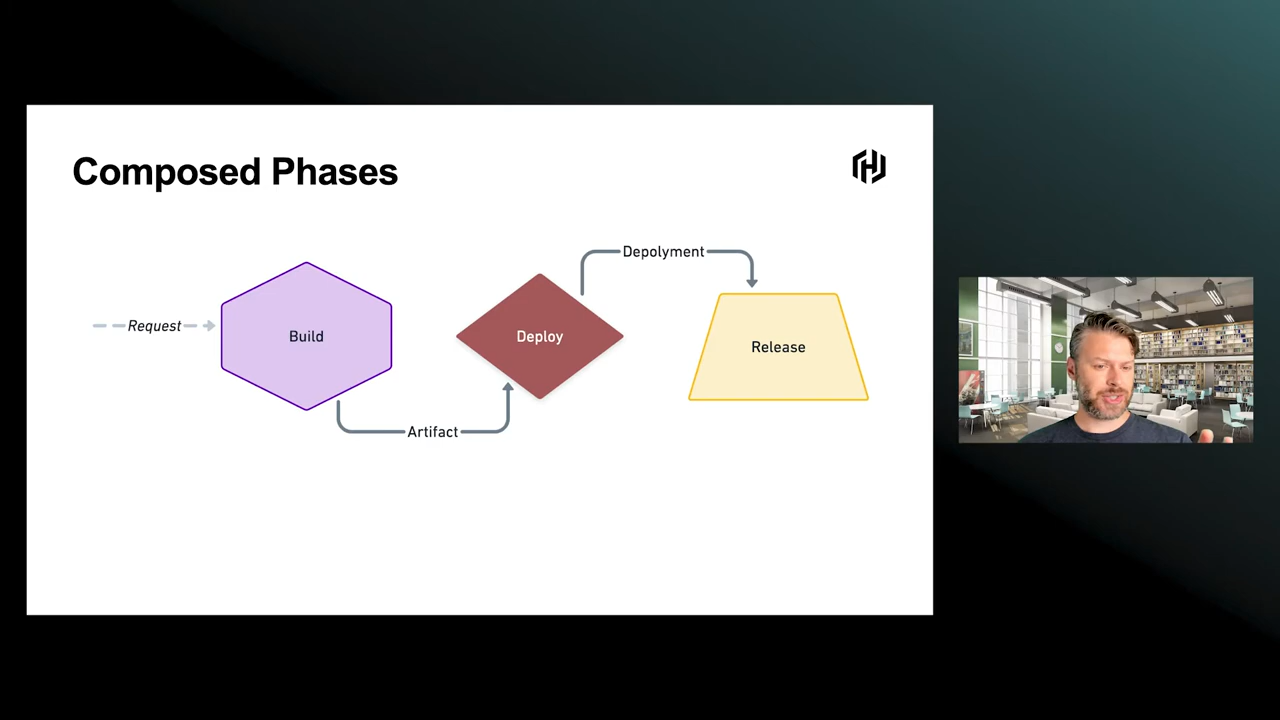 Composed Phases
Depolyment
Request
Build
Deploy
Release
Artifact